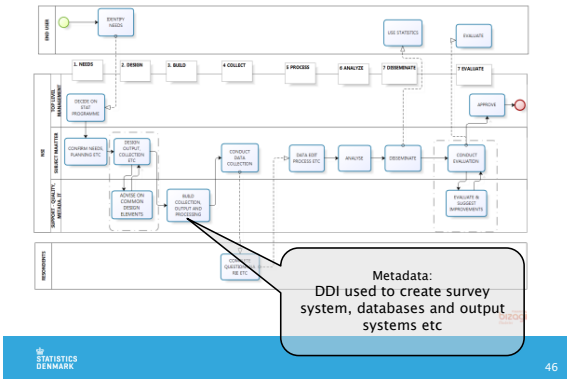 END USER
IDENTIFY
NEEDS
USE STATISTICS
EVALUATE
1. NEEDS
2. DESIGN
3. BUILD
4 COLLECT
5 PROCESS
6 ANALYZE
7 DISSEMINATE
7 EVALUATE
NSI
TOP LEVEL
MANAGEMENT
DECIDE ON
STAT
PROGRAMME
APPROVE
SUBJECT MATTER
CONFIRM NEEDS
PLANNING ETC
DESIGN
OUTPUT,
COLLECTION
ETC
CONDUCT
DATA
COLLECTION
DATA EDIT
PROCESS ETC
ANALYSE
DISSEMINATE
CONDUCT
EVALUATION
SUPPORT - QUALITY,
METADATA, IT
ADVISE ON
COMMON
DESIGN
ELEMENTS
BUILD
COLLECTION,
OUTPUT AND
PROCESSING
EVALUATE &
SUGGEST
IMPROVEMENTS
RESPONDENTS
Metadata:
DDI used to create survey
system, databases and output
systems etc
bizagi
STATISTICS
DENMARK
46